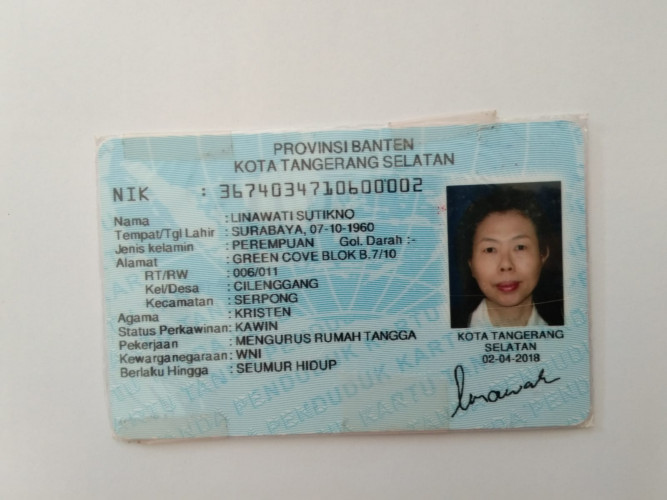 PROVINSI BANTEN
KOTA TANGERANG SELATAN
NIK : 3674034710600002
Nama : LINAWATI SUTIKNO
Tempat/Tgl Lahir : SURABAYA, 07-10-1960
Jenis kelamin : PEREMPUAN Gol. Darah :-
Alamat : GREEN COVE BLOK B.7/10
RT/RW : 006/011
Kel/Desa : CILENGGANG
Kecamatan : SERPONG
Agama : KRISTEN
Status Perkawinan: KAWIN
Pekerjaan : MENGURUS RUMAH TANGGA
Kewarganegaraan: WNI
Berlaku Hingga : SEUMUR HIDUP
KOTA TANGERANG
SELATAN
02-04-2018